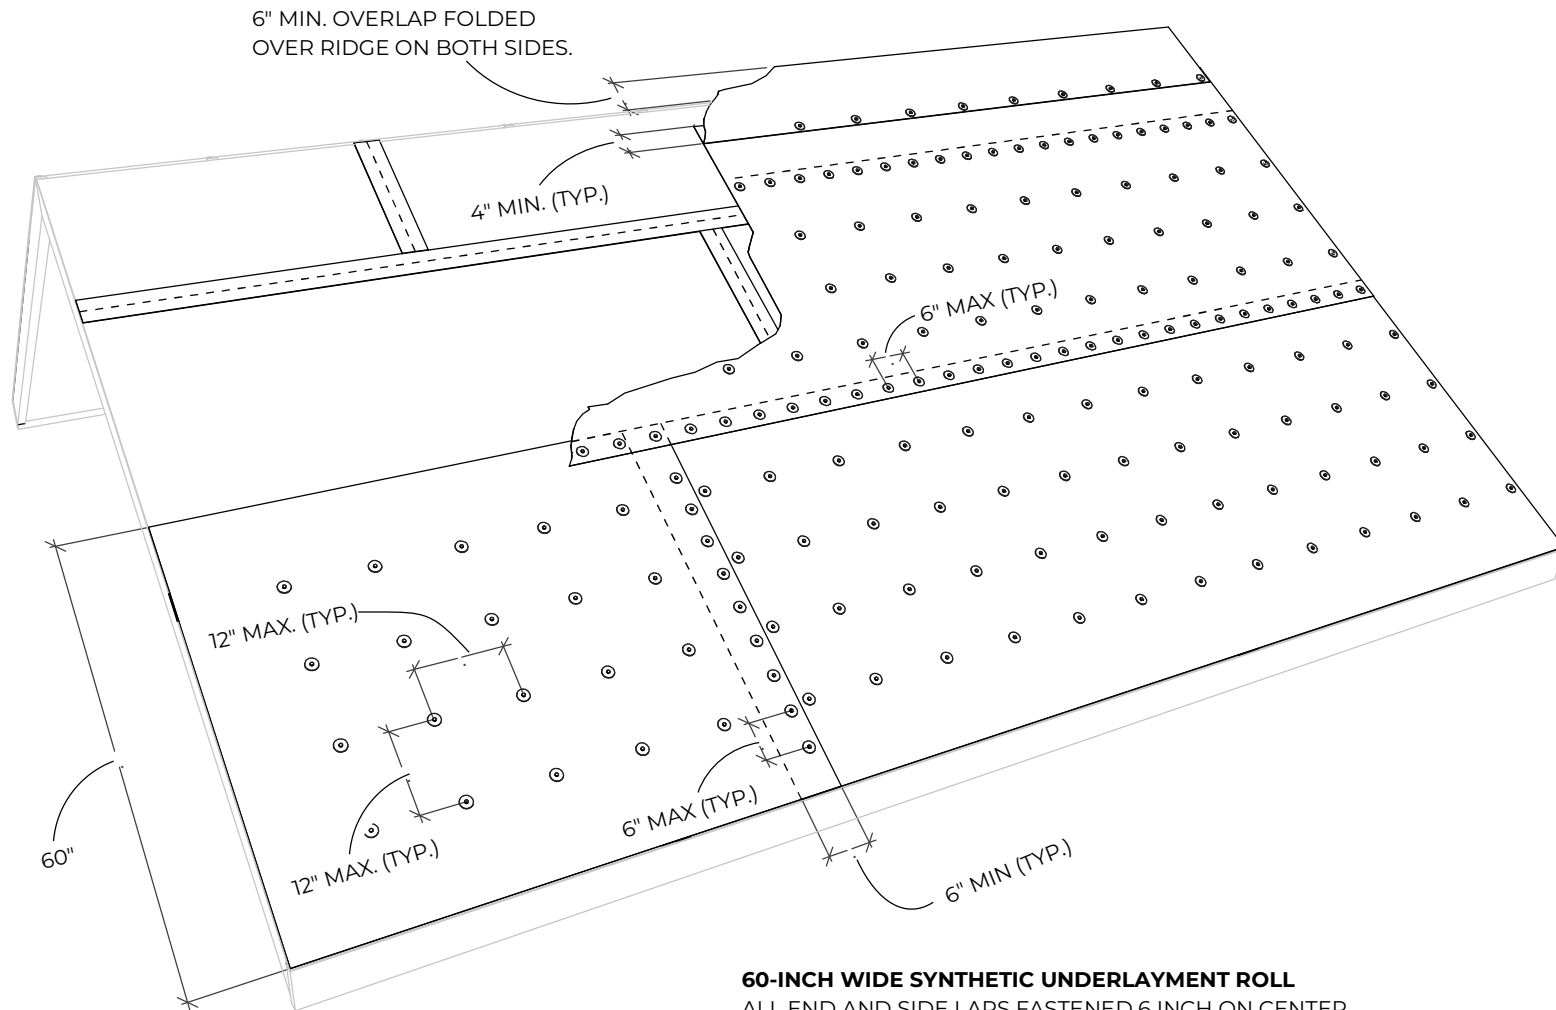 6" MIN. OVERLAP FOLDED
OVER RIDGE ON BOTH SIDES.
4" MIN. (TYP.)
6" MAX (TYP.)
12" MAX. (TYP.)
6" MAX (TYP.)
12" MAX. (TYP.)
60"
6" MIN (TYP.)
60-INCH WIDE SYNTHETIC UNDERLAYMENT ROLL
ALL END AND SIDE LAPS FASTENED 6 INCH ON CENTER